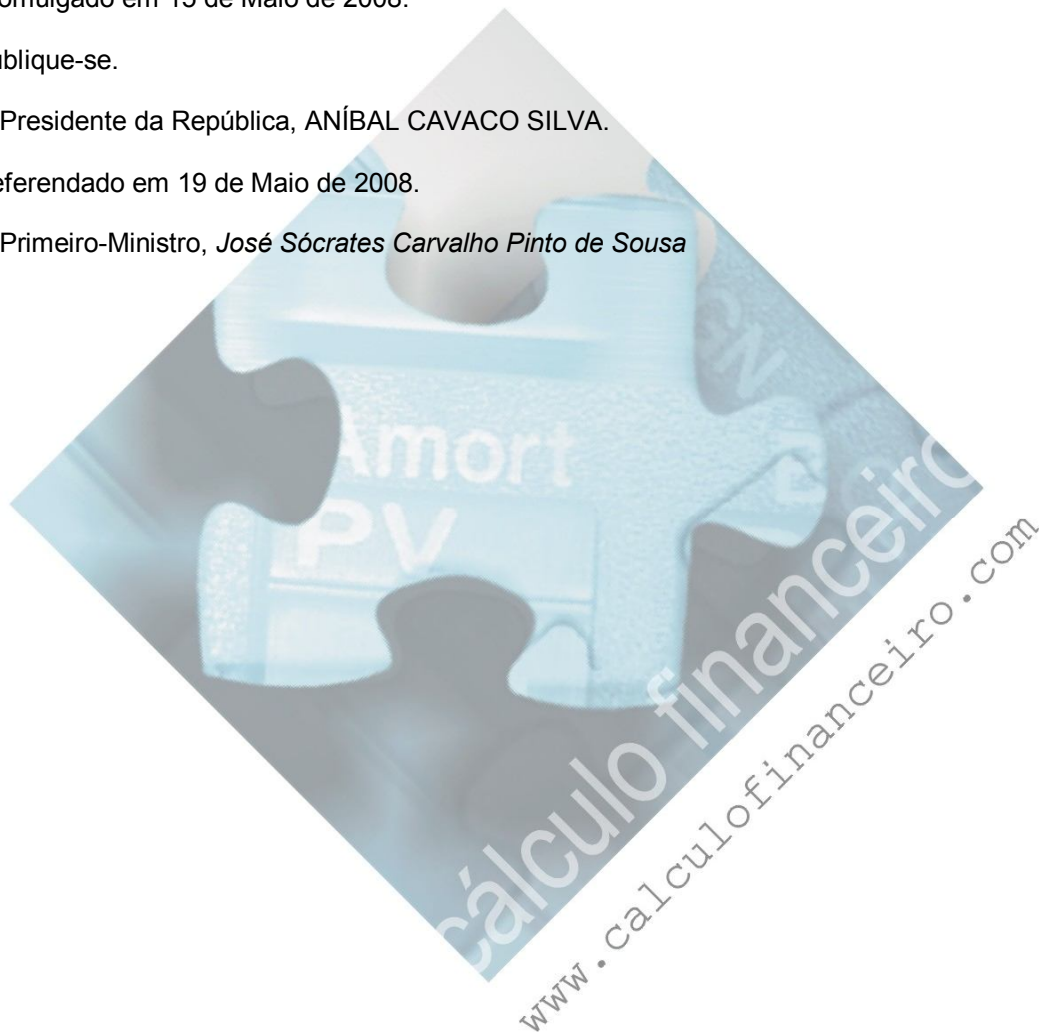 omulgado em 15 de Maio de 2008.
ublique-se.
Presidente da República, ANÍBAL CAVACO SILVA.
eferendado em 19 de Maio de 2008.
Primeiro-Ministro, José Sócrates Carvalho Pinto de Sousa
CN
Amort
PV
cálculo financeiro
www.calculofinanceiro.com